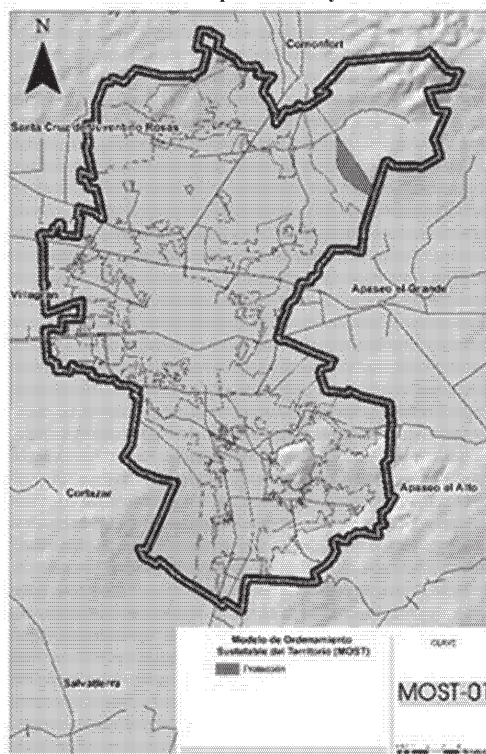 N
Comonfort
Santa Cruz de Juventino Rosas
Villagrán
Apaseo el Grande
Cortazar
Apaseo el Alto
Modelo de Ordenamiento
Sustentable del Territorio (MOST)
CLAVE
Protección
MOST-01
Salvatierra